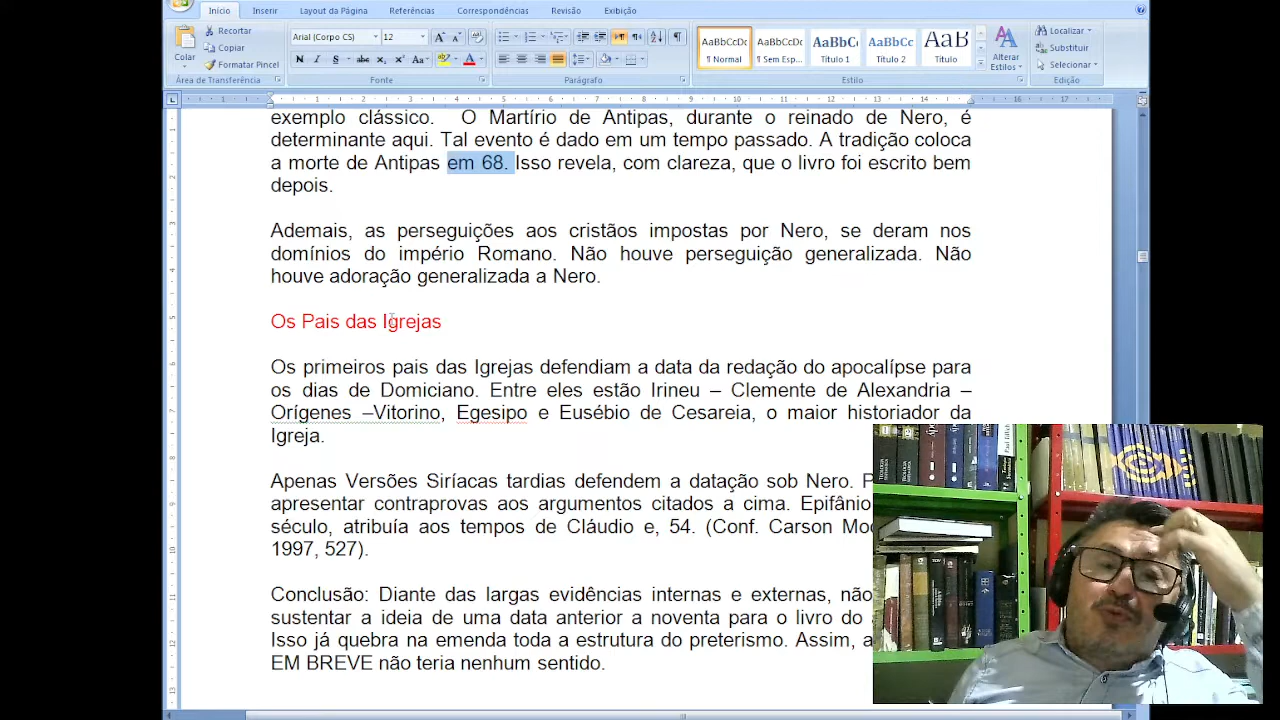 Início Inserir Layout da Página Referências Correspondências Revisão Exibição
Recortar
Copiar
Formatar Pincel
Colar
Área de Transferência
Arial (Corpo CS) 12
Fonte
Parágrafo
AaBbCcDc AaBbCcDc AaBbC AaBbCc AaB
¶ Normal ¶ Sem Esp... Título 1 Título 2 Título
Alterar Estilos
Estilo
Localizar
Substituir
Selecionar
Edição
exemplo clássico. O Martírio de Antipas, durante o reinado de Nero, é
determinante aqui. Tal evento é dado em um tempo passado. A tradição coloca
a morte de Antipas em 68. Isso revela, com clareza, que o livro foi escrito bem
depois.
Ademais, as perseguições aos cristãos impostas por Nero, se deram nos
domínios do império Romano. Não houve perseguição generalizada. Não
houve adoração generalizada a Nero.
Os Pais das Igrejas
Os primeiros pais das Igrejas defendiam a data da redação do apocalípse para
os dias de Domiciano. Entre eles estão Irineu – Clemente de Alexandria –
Orígenes –Vitorino, Egesipo e Eusébio de Cesareia, o maior historiador da
Igreja.
Apenas Versões Siríacas tardias defendem a datação sob Nero.
apresentar contraprovas aos argumentos citados a cima. Epifânio
século, atribuía aos tempos de Cláudio e, 54. (Conf. Carson
1997, 527).
Conclusão: Diante das largas evidências internas e externas, não
sustentar a ideia de uma data anterior a noventa para o livro do
Isso já quebra na emenda toda a estrutura do preterismo. Assim,
EM BREVE não teria nenhum sentido.